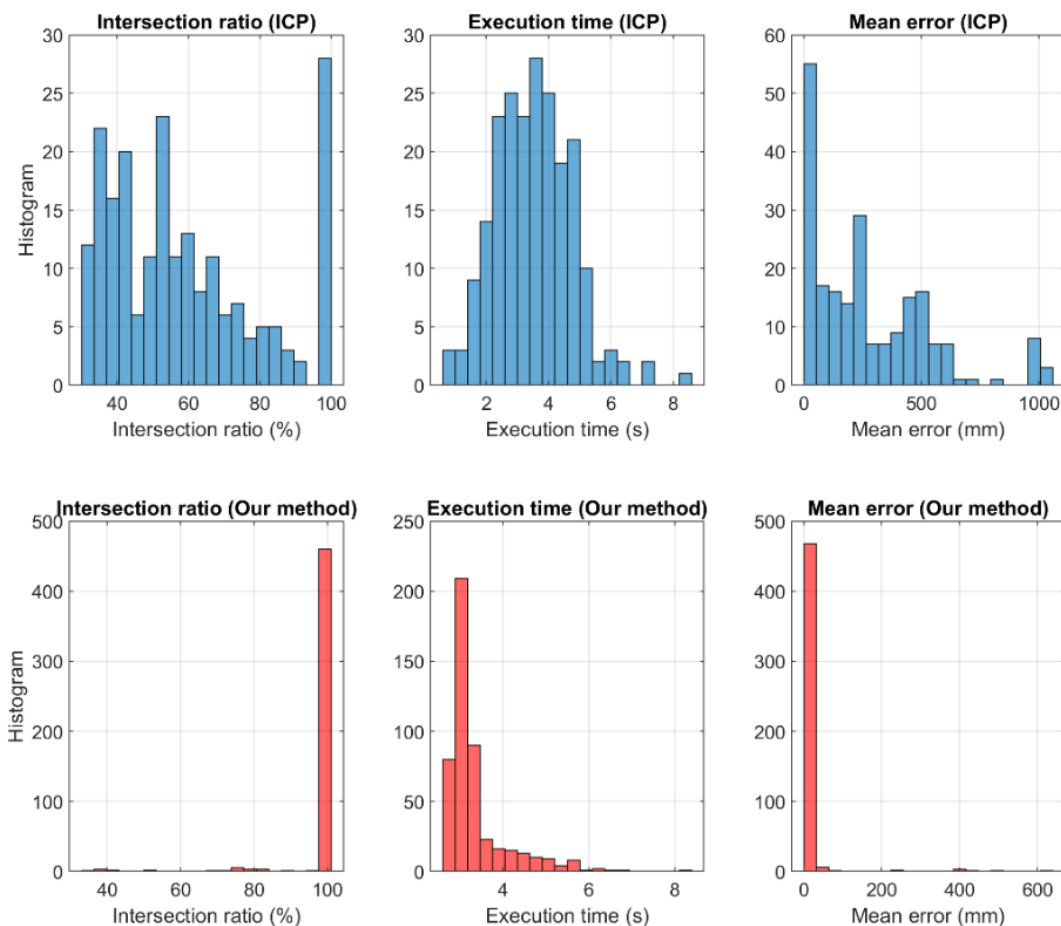 Intersection ratio (ICP)
Execution time (ICP)
Mean error (ICP)
30
25
20
15
10
5
0
Histogram
40 60 80 100
Intersection ratio (%)
30
25
20
15
10
5
0
2 4 6 8
Execution time (s)
60
50
40
30
20
10
0
0 500 1000
Mean error (mm)
Intersection ratio (Our method)
Execution time (Our method)
Mean error (Our method)
500
400
300
200
100
0
Histogram
40 60 80 100
Intersection ratio (%)
250
200
150
100
50
0
4 6 8
Execution time (s)
500
400
300
200
100
0
0 200 400 600
Mean error (mm)